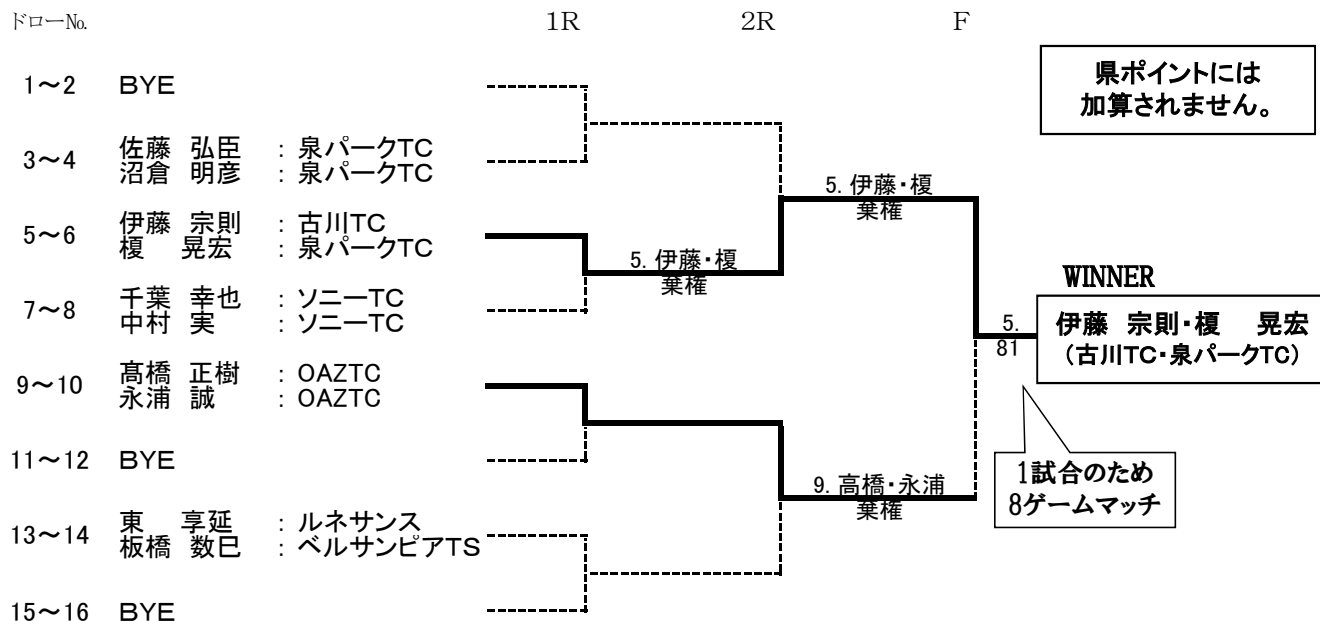 ドローNo. 1R 2R F
県ポイントには
加算されません。
1～2 BYE
3～4 佐藤 弘臣 : 泉パークTC
沼倉 明彦 : 泉パークTC
5. 伊藤・榎
棄権
5～6 伊藤 宗則 : 古川TC
榎 晃宏 : 泉パークTC
5. 伊藤・榎
棄権
WINNER
7～8 千葉 幸也 : ソニーTC
中村 実 : ソニーTC
5.
81
伊藤 宗則・榎 晃宏
(古川TC・泉パークTC)
9～10 髙橋 正樹 : OAZTC
永浦 誠 : OAZTC
11～12 BYE
1試合のため
8ゲームマッチ
9. 高橋・永浦
棄権
13～14 東 享延 : ルネサンス
板橋 数巳 : ベルサンピアTS
15～16 BYE